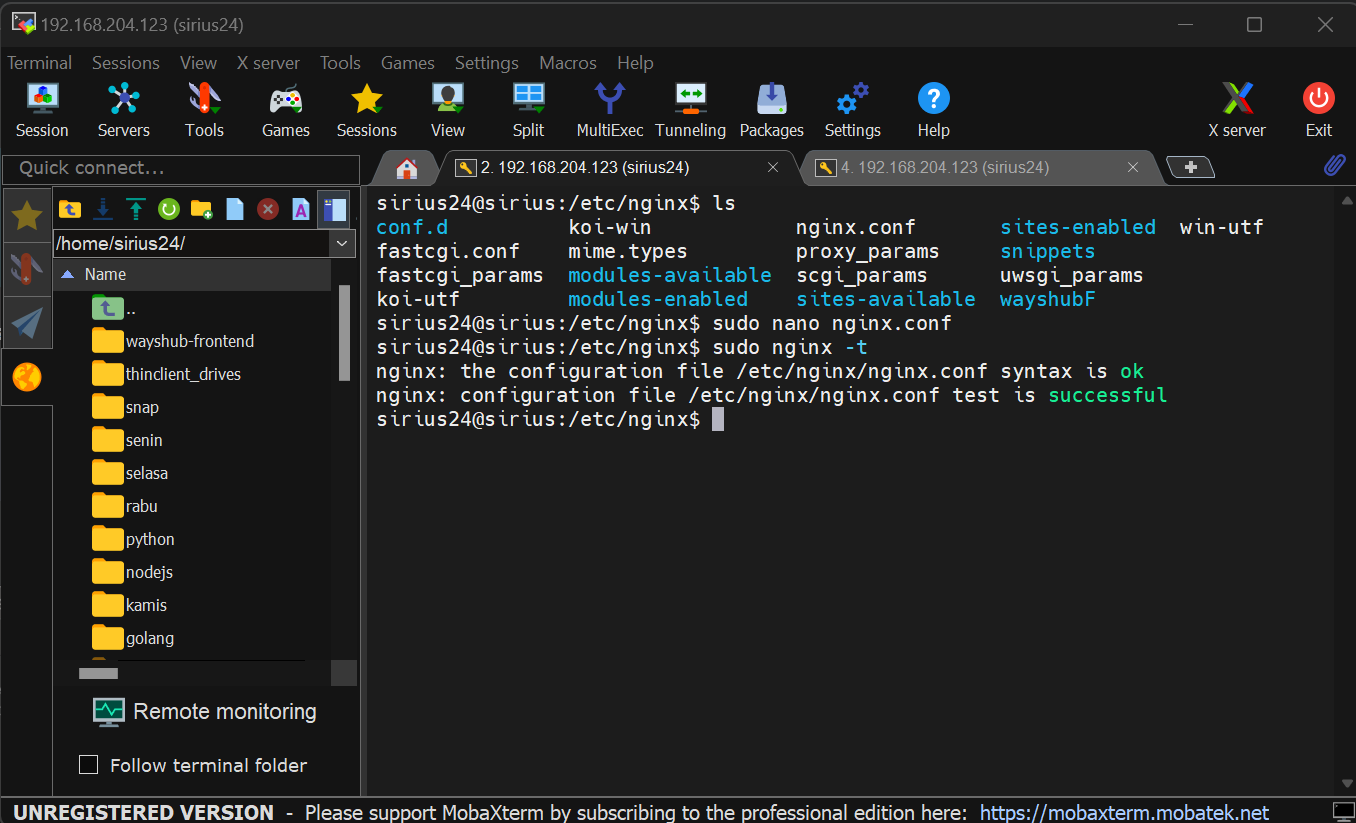 192.168.204.123 (sirius24)
Terminal Sessions View X server Tools Games Settings Macros Help
Session Servers Tools Games Sessions View Split MultiExec Tunneling Packages Settings Help X server Exit
Quick connect...
2. 192.168.204.123 (sirius24)
4. 192.168.204.123 (sirius24)
/home/sirius24/
Name
..
wayshub-frontend
thinclient_drives
snap
senin
selasa
rabu
python
nodejs
kamis
golang
Remote monitoring
Follow terminal folder
sirius24@sirius:/etc/nginx$ ls
conf.d koi-win nginx.conf sites-enabled win-utf
fastcgi.conf mime.types proxy_params snippets
fastcgi_params modules-available scgi_params uwsgi_params
koi-utf modules-enabled sites-available wayshubF
sirius24@sirius:/etc/nginx$ sudo nano nginx.conf
sirius24@sirius:/etc/nginx$ sudo nginx -t
nginx: the configuration file /etc/nginx/nginx.conf syntax is ok
nginx: configuration file /etc/nginx/nginx.conf test is successful
sirius24@sirius:/etc/nginx$
UNREGISTERED VERSION - Please support MobaXterm by subscribing to the professional edition here: https://mobaxterm.mobatek.net